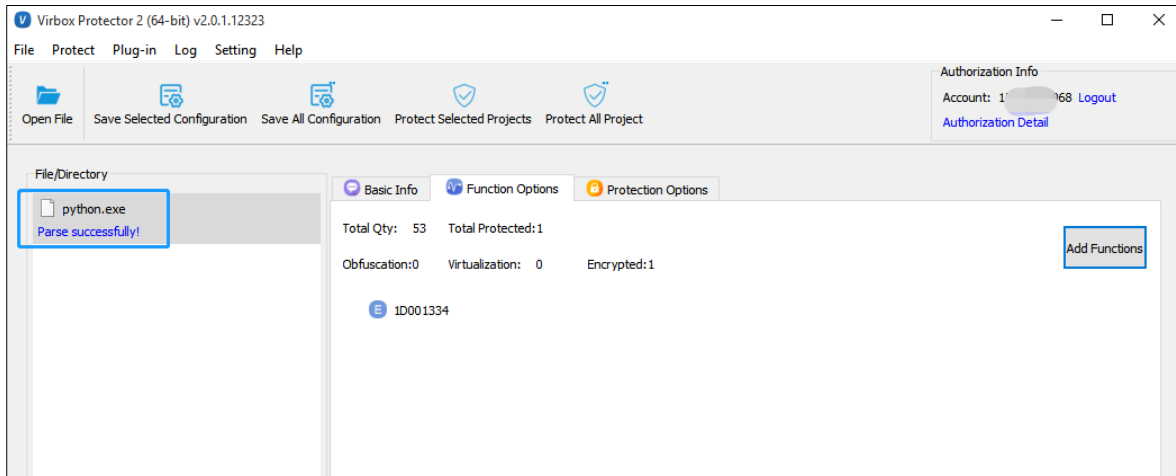 Virbox Protector 2 (64-bit) v2.0.1.12323
File Protect Plug-in Log Setting Help
Open File Save Selected Configuration Save All Configuration Protect Selected Projects Protect All Project
Authorization Info
Account: 1 968 Logout
Authorization Detail
File/Directory
python.exe
Parse successfully!
Basic Info Function Options Protection Options
Total Qty: 53 Total Protected:1
Obfuscation:0 Virtualization: 0 Encrypted:1
Add Functions
E 1D001334